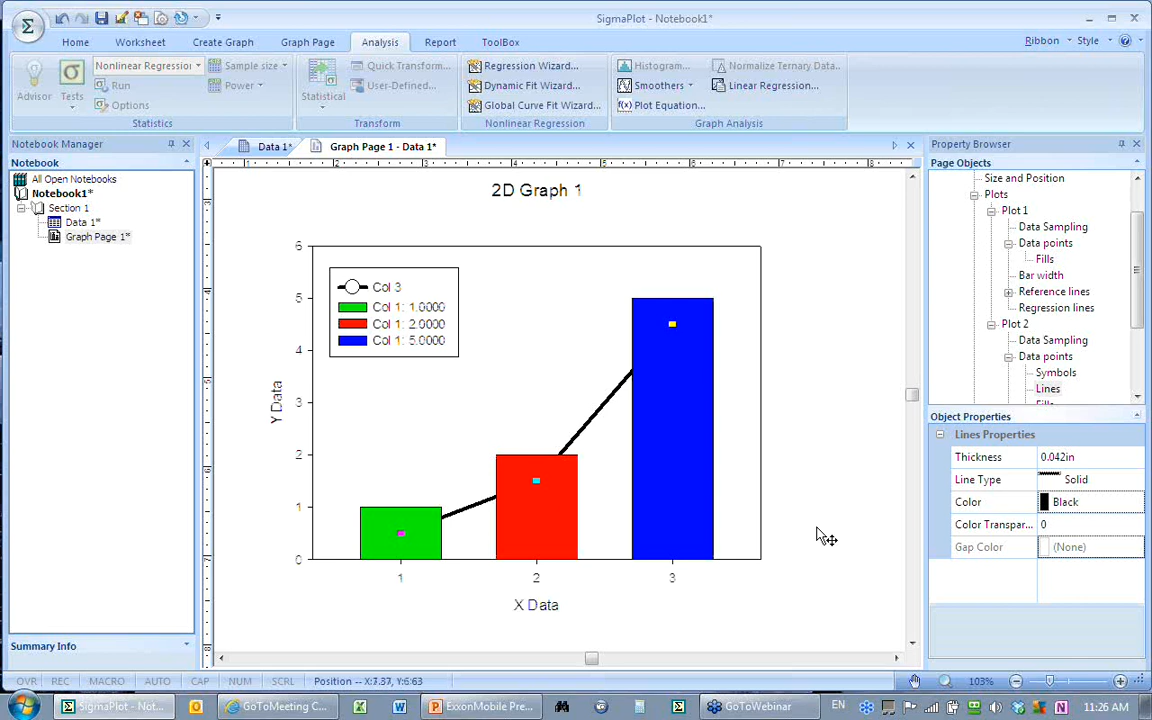 SigmaPlot - Notebook1*
Home Worksheet Create Graph Graph Page Analysis Report ToolBox Ribbon Style
Advisor
Tests
Nonlinear Regression
Run
Options
Sample size
Power
Statistics
Statistical
Quick Transform...
User-Defined...
Transform
Regression Wizard...
Dynamic Fit Wizard...
Global Curve Fit Wizard...
Nonlinear Regression
Histogram...
Smoothers
f(x) Plot Equation...
Normalize Ternary Data...
Linear Regression...
Graph Analysis
Notebook Manager
Notebook
All Open Notebooks
Notebook1*
Section 1
Data 1*
Graph Page 1*
Summary Info
Data 1* Graph Page 1 - Data 1*
2D Graph 1
Col 3
Col 1: 1.0000
Col 1: 2.0000
Col 1: 5.0000
Y Data
6
5
4
3
2
1
0
1 2 3
X Data
Property Browser
Page Objects
Size and Position
Plots
Plot 1
Data Sampling
Data points
Fills
Bar width
Reference lines
Regression lines
Plot 2
Data Sampling
Data points
Symbols
Lines
Fills
Object Properties
Lines Properties
Thickness 0.042in
Line Type Solid
Color Black
Color Transpar... 0
Gap Color (None)
OVR REC MACRO AUTO CAP NUM SCRL Position -- X:7.37, Y:6.63 103%
SigmaPlot - Not... GoToMeeting C... ExxonMobile Pre... GoToWebinar EN 11:26 AM